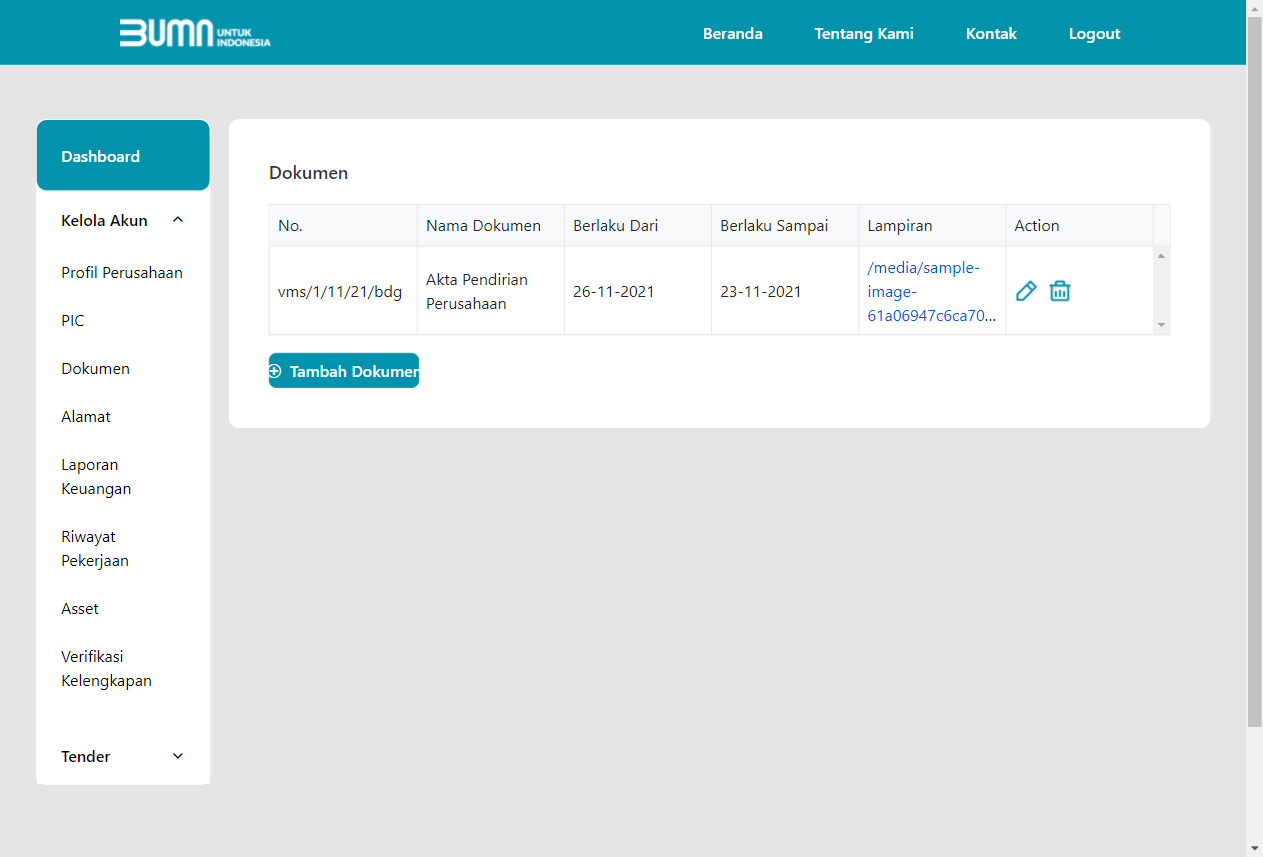 BUMN UNTUK INDONESIA
Beranda
Tentang Kami
Kontak
Logout
Dashboard
Kelola Akun
Profil Perusahaan
PIC
Dokumen
Alamat
Laporan
Keuangan
Riwayat
Pekerjaan
Asset
Verifikasi
Kelengkapan
Tender
Dokumen
No.
Nama Dokumen
Berlaku Dari
Berlaku Sampai
Lampiran
Action
vms/1/11/21/bdg
Akta Pendirian
Perusahaan
26-11-2021
23-11-2021
/media/sample-
image-
61a06947c6ca70...
Tambah Dokumen